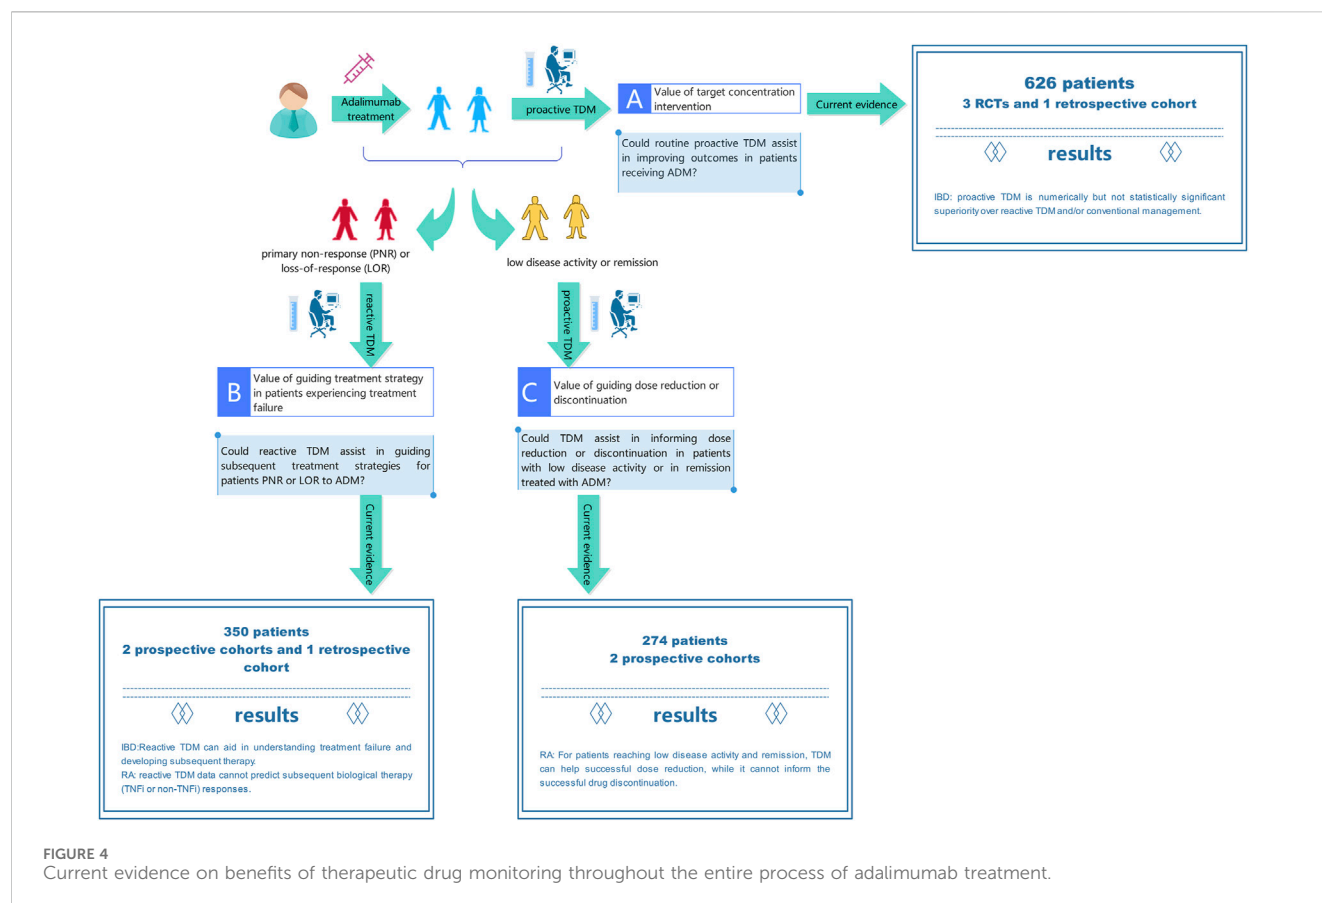 Adalimumab
treatment
proactive TDM
A
Value of target concentration
intervention
Current evidence
Could routine proactive TDM assist
in improving outcomes in patients
receiving ADM?
626 patients
3 RCTs and 1 retrospective cohort
results
IBD: proactive TDM is numerically but not statistically significant
superiority over reactive TDM and/or conventional management.
primary non-response (PNR) or
loss-of-response (LOR)
low disease activity or remission
reactive TDM
proactive TDM
B
Value of guiding treatment strategy
in patients experiencing treatment
failure
C
Value of guiding dose reduction or
discontinuation
Could reactive TDM assist in guiding
subsequent treatment strategies for
patients PNR or LOR to ADM?
Could TDM assist in informing dose
reduction or discontinuation in patients
with low disease activity or in remission
treated with ADM?
Current evidence
Current evidence
350 patients
2 prospective cohorts and 1 retrospective
cohort
results
IBD:Reactive TDM can aid in understanding treatment failure and
developing subsequent therapy.
RA: reactive TDM data cannot predict subsequent biological therapy
(TNFi or non-TNFi) responses.
274 patients
2 prospective cohorts
results
RA: For patients reaching low disease activity and remission, TDM
can help successful dose reduction, while it cannot inform the
successful drug discontinuation.
FIGURE 4
Current evidence on benefits of therapeutic drug monitoring throughout the entire process of adalimumab treatment.